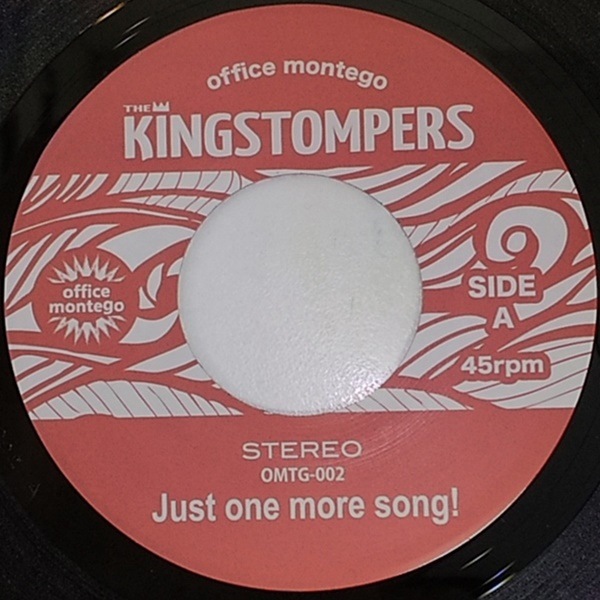 office montego
THE
KINGSTOMPERS
office
montego
SIDE
A
45rpm
STEREO
OMTG-002
Just one more song!